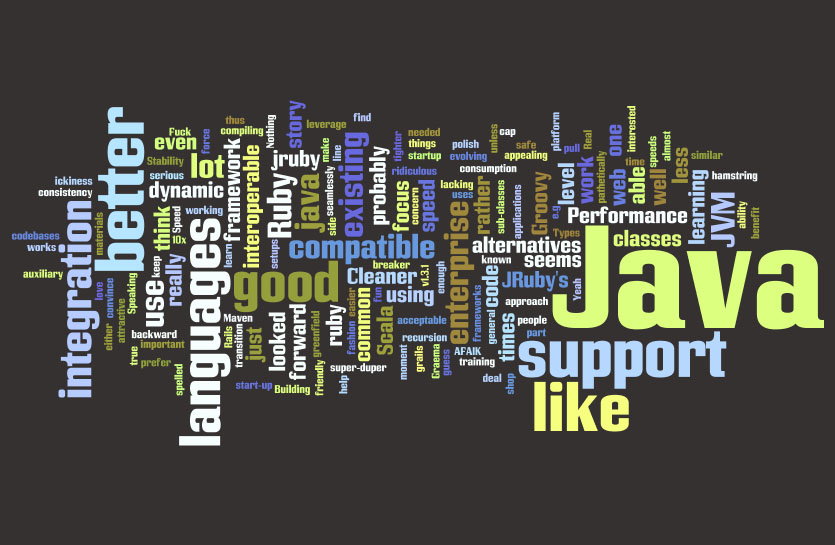 Fuck
even
force
thus
compiling
Nothing
story
leverage
find
Stability
lot
framework
jruby
make
line
existing
probably
tighter
needed
things
startup
polish
evolving
unless
cap
safe
appealing
platform
pull
Real
one
interested
time
speeds
almost
less
similar
ickiness
consistency
serious
dynamic
interoperable
Ruby
java
seamlessly
side
focus
concern
ridiculous
speed
lacking
uses
consumption
rather
sub-classes
applications
Groovy
e.g
level
work
pathetically
web
able
well
learning
hamstring
JVM
ability
benefit
better
integration
materials
think
10x
Speed
working
languages
learn
setups
compatible
Performance
classes
Types
alternatives
seems
codebases
works
auxiliary
love
convince
either
attractive
Speaking
use
keep
really
good
breaker
Cleaner
v1.3.1
enough
using
fun
easier
fashion
common
Scala
enterprise
known
code
JRuby's
Yeah
Java
backward
important
true
prefer
spelled
Rails
Maven
transition
just
looked
forward
greenfield
ruby
acceptable
recursion
frameworks
general
approach
people
part
times
support
start-up
Building
friendly
super-duper
help
moment
grails
Graeme
guess
AFAIK
training
deal
shop
like